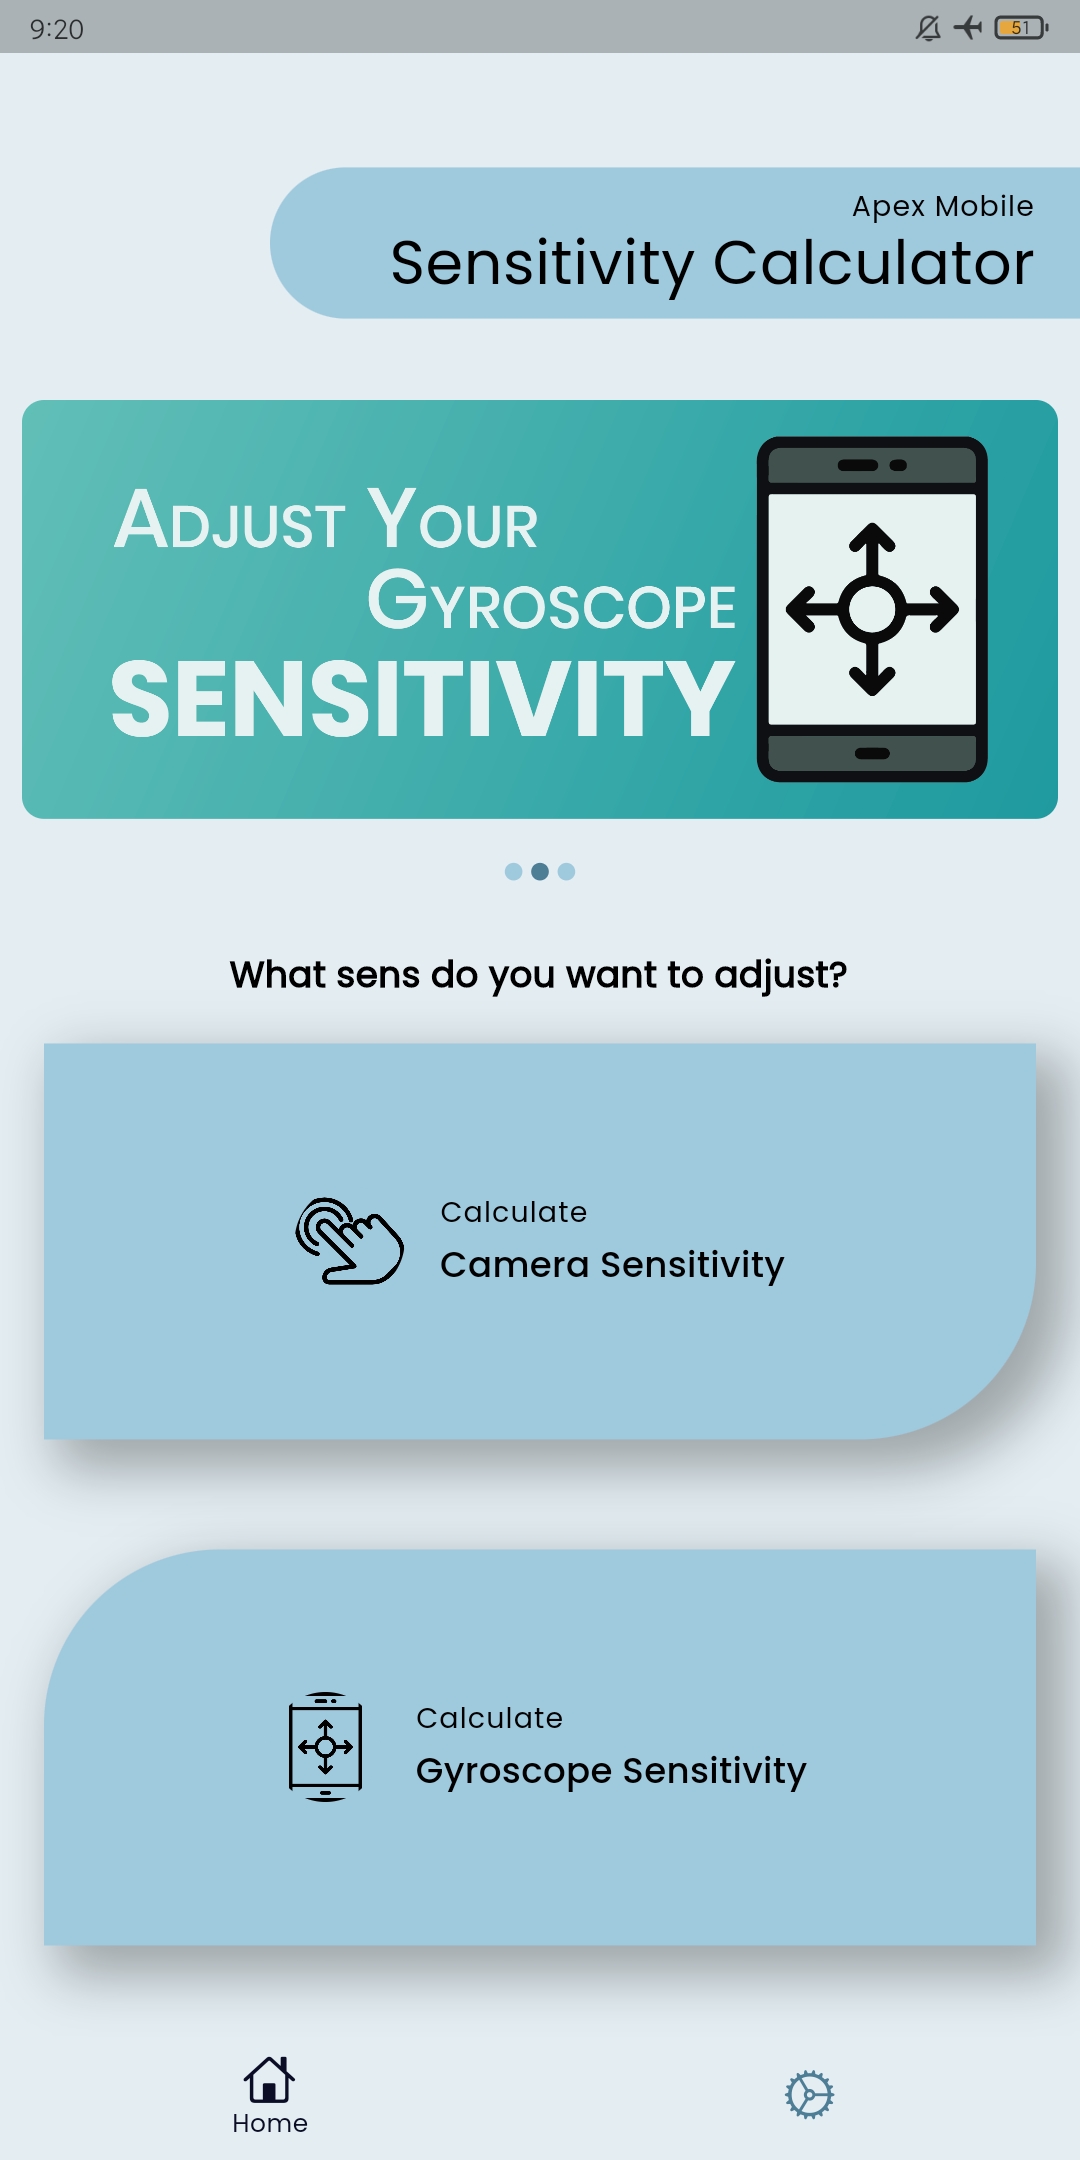 9:20
51
Apex Mobile
Sensitivity Calculator
ADJUST YOUR
GYROSCOPE
SENSITIVITY
What sens do you want to adjust?
Calculate
Camera Sensitivity
Calculate
Gyroscope Sensitivity
Home